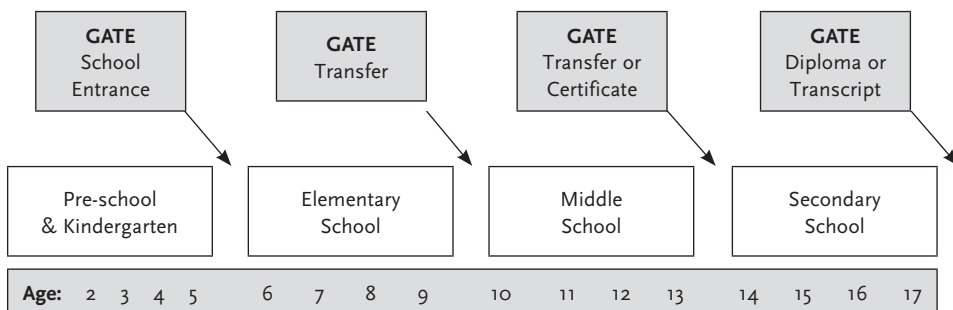 GATE
School
Entrance
GATE
Transfer
GATE
Transfer or
Certificate
GATE
Diploma or
Transcript
Pre-school
& Kindergarten
Elementary
School
Middle
School
Secondary
School
Age: 2 3 4 5 6 7 8 9 10 11 12 13 14 15 16 17